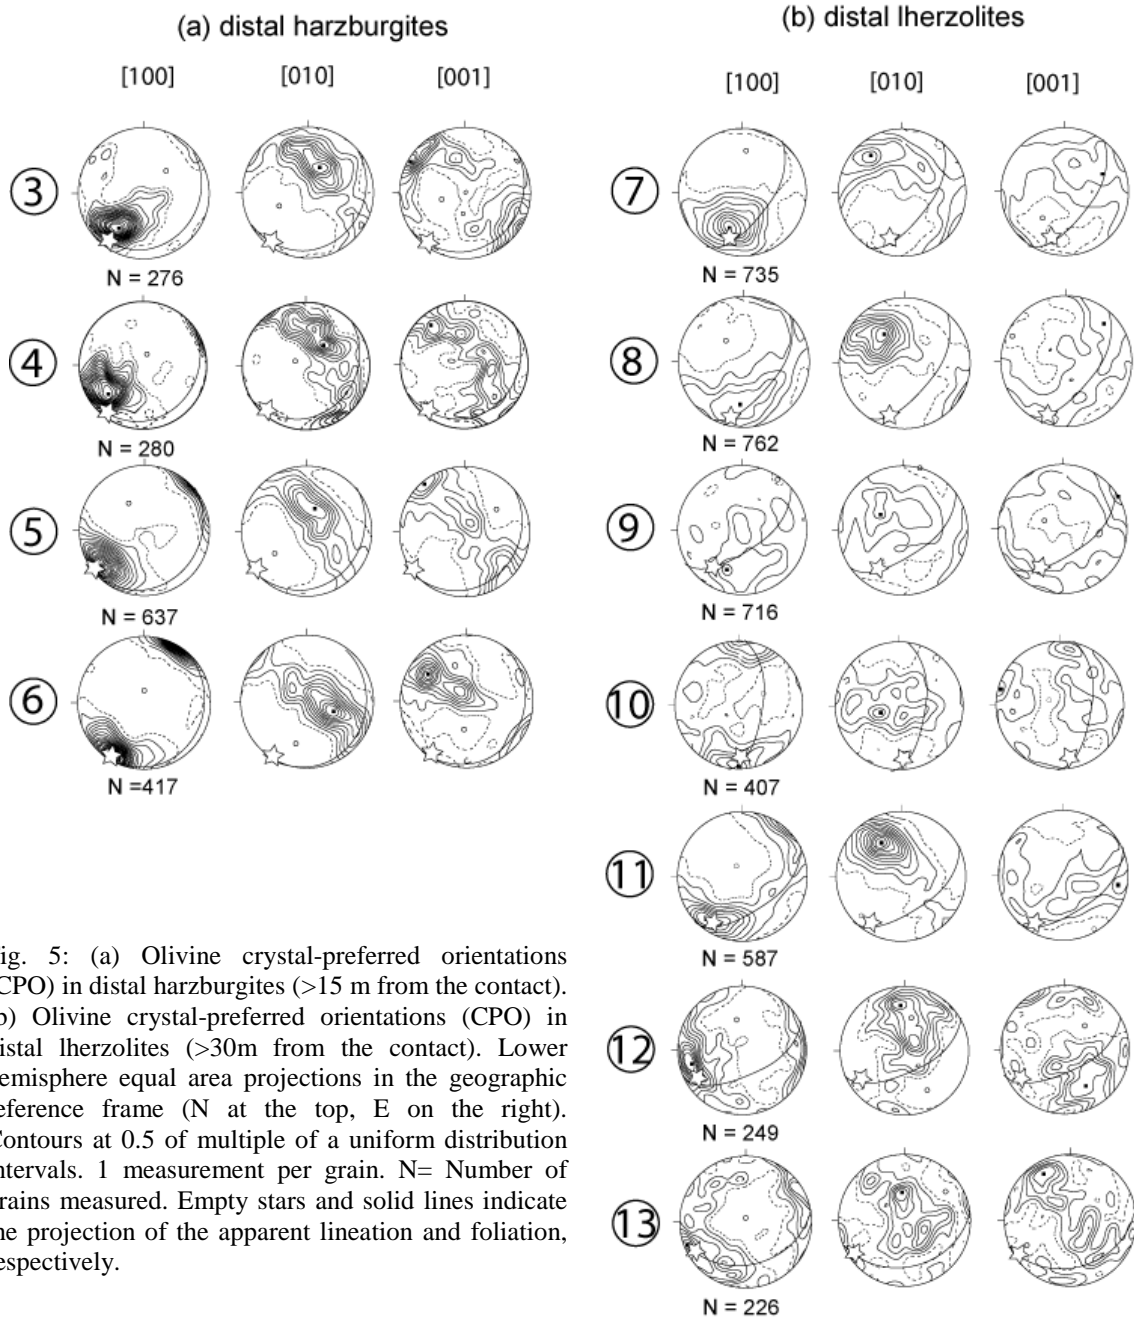 (a) distal harzburgites
[100] [010] [001]
3
N = 276
4
N = 280
5
N = 637
6
N =417
ig. 5: (a) Olivine crystal-preferred orientations
CPO) in distal harzburgites (>15 m from the contact).
b) Olivine crystal-preferred orientations (CPO) in
istal lherzolites (>30m from the contact). Lower
emisphere equal area projections in the geographic
eference frame (N at the top, E on the right).
Contours at 0.5 of multiple of a uniform distribution
ntervals. 1 measurement per grain. N= Number of
rains measured. Empty stars and solid lines indicate
he projection of the apparent lineation and foliation,
espectively.
(b) distal lherzolites
[100] [010] [001]
7
N = 735
8
N = 762
9
N = 716
10
N = 407
11
N = 587
12
N = 249
13
N = 226